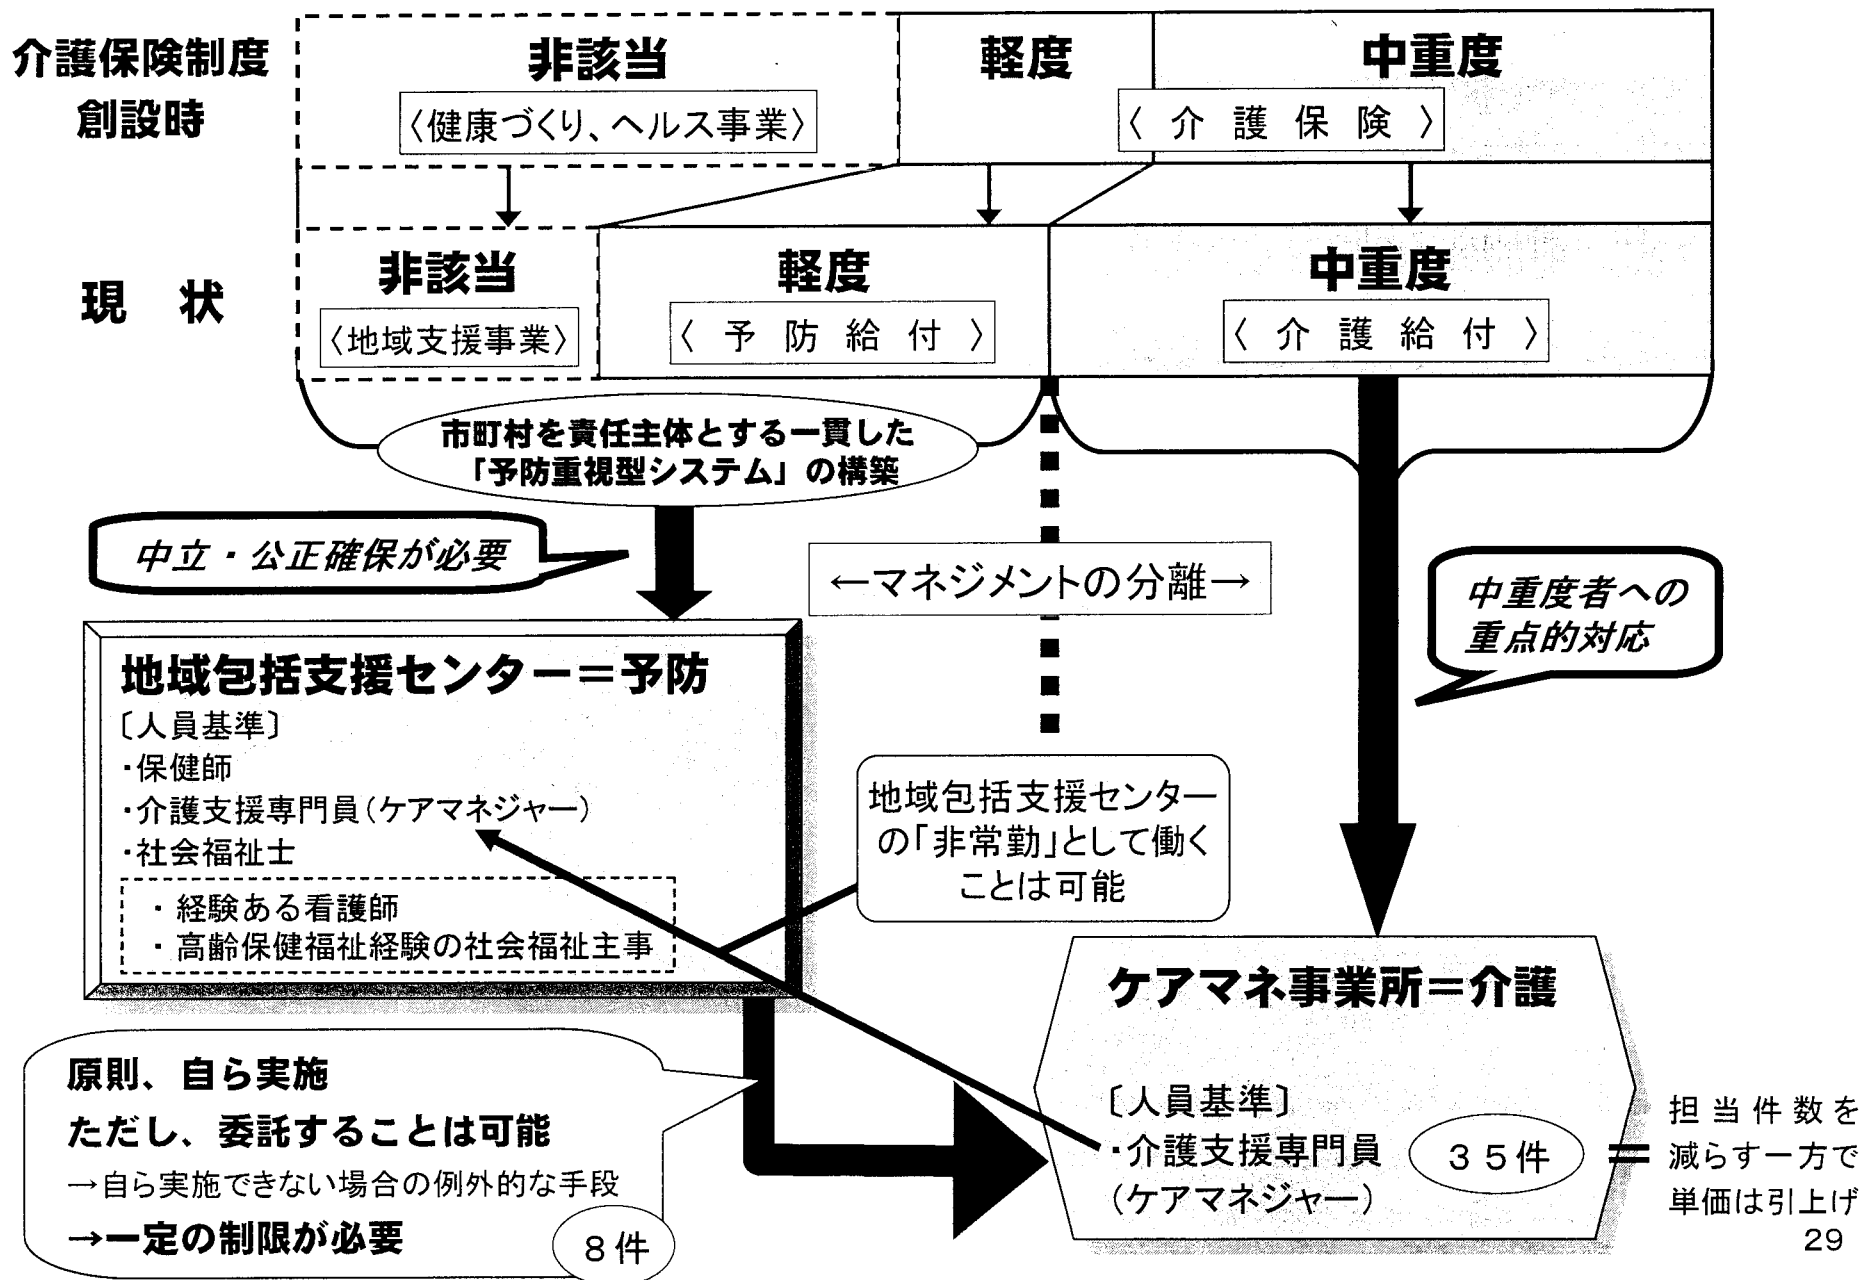 介護保険制度
創設時
非該当
〈健康づくり、ヘルス事業〉
軽度
中重度
〈 介 護 保 険 〉
現 状
非該当
〈地域支援事業〉
軽度
〈 予 防 給 付 〉
中重度
〈 介 護 給 付 〉
市町村を責任主体とする一貫した
「予防重視型システム」の構築
中立・公正確保が必要
←マネジメントの分離→
中重度者への
重点的対応
地域包括支援センター＝予防
〔人員基準〕
・保健師
・介護支援専門員（ケアマネジャー）
・社会福祉士
・経験ある看護師
・高齢保健福祉経験の社会福祉主事
地域包括支援センター
の「非常勤」として働く
ことは可能
原則、自ら実施
ただし、委託することは可能
→自ら実施できない場合の例外的な手段
→一定の制限が必要
８件
ケアマネ事業所＝介護
〔人員基準〕
・介護支援専門員
（ケアマネジャー）
３５件
＝
担当件数を
減らす一方で
単価は引上げ
29